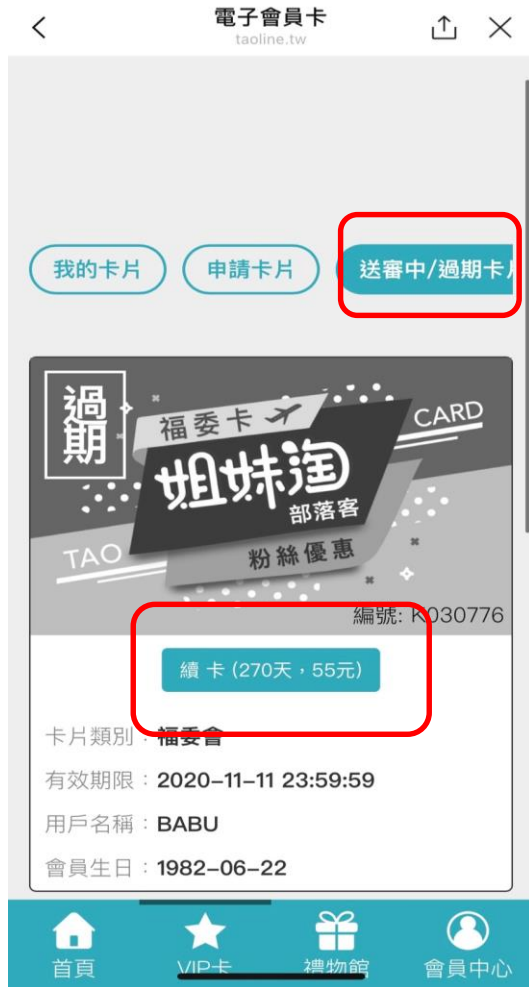 電子會員卡
taoline.tw
我的卡片
申請卡片
送審中/過期卡片
過期
福委卡
CARD
姐妹淘
部落客
TAO
粉絲優惠
編號: K030776
續 卡 (270天，55元)
卡片類別：福委會
有效期限：2020-11-11 23:59:59
用戶名稱：BABU
會員生日：1982-06-22
首頁
VIP卡
禮物館
會員中心